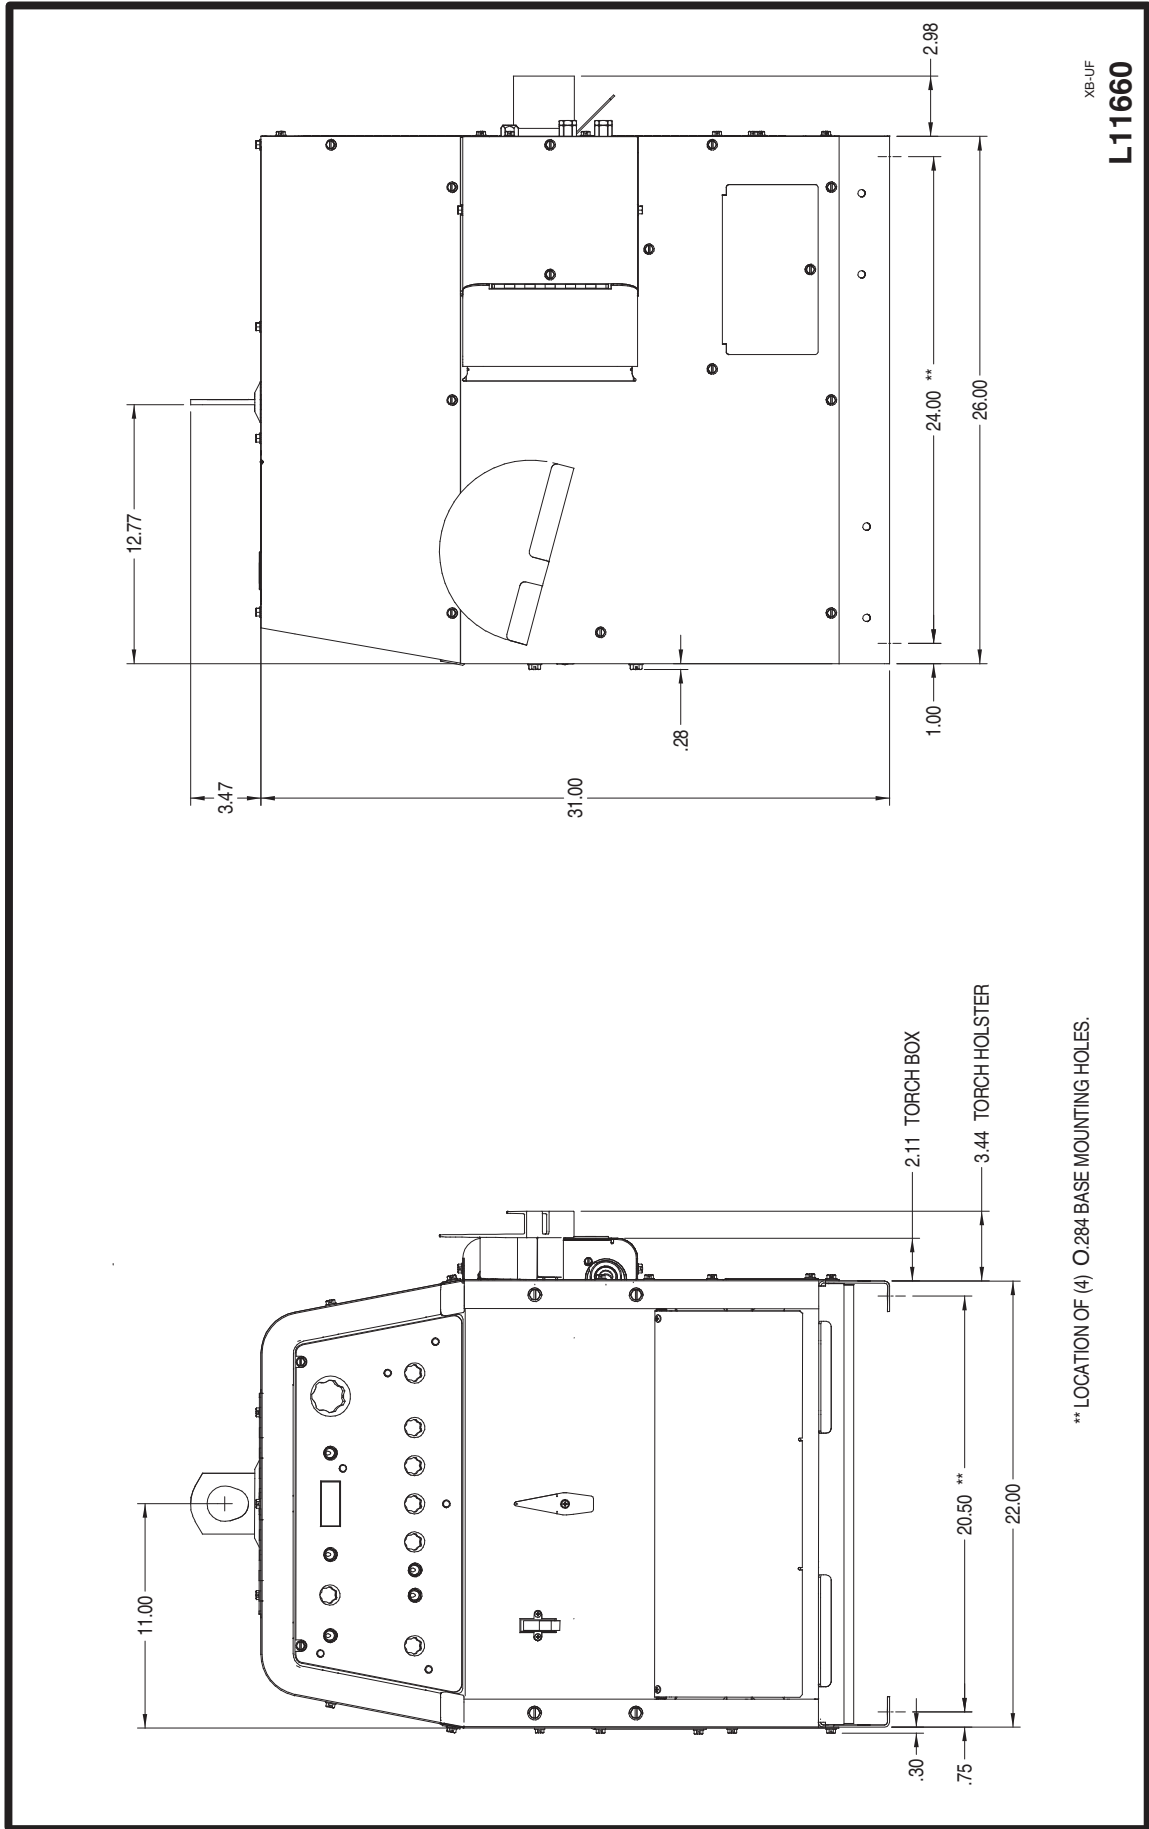 11.00
.30
.75
20.50 **
22.00
2.11 TORCH BOX
3.44 TORCH HOLSTER
** LOCATION OF (4) O.284 BASE MOUNTING HOLES.
3.47
12.77
31.00
.28
1.00
24.00 **
26.00
2.98
XB-UF
L11660